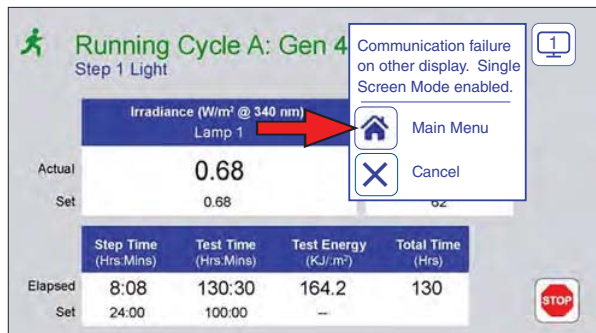 Running Cycle A: Gen 4
Step 1 Light
Communication failure
on other display. Single
Screen Mode enabled.
Main Menu
Cancel
1
Irradiance (W/m² @ 340 nm)
Lamp 1
Actual 0.68
Set 0.68 62
Step Time Test Time Test Energy Total Time
(Hrs:Mins) (Hrs:Mins) (KJ/:m²) (Hrs)
Elapsed 8:08 130:30 164.2 130
Set 24:00 100:00 --
STOP